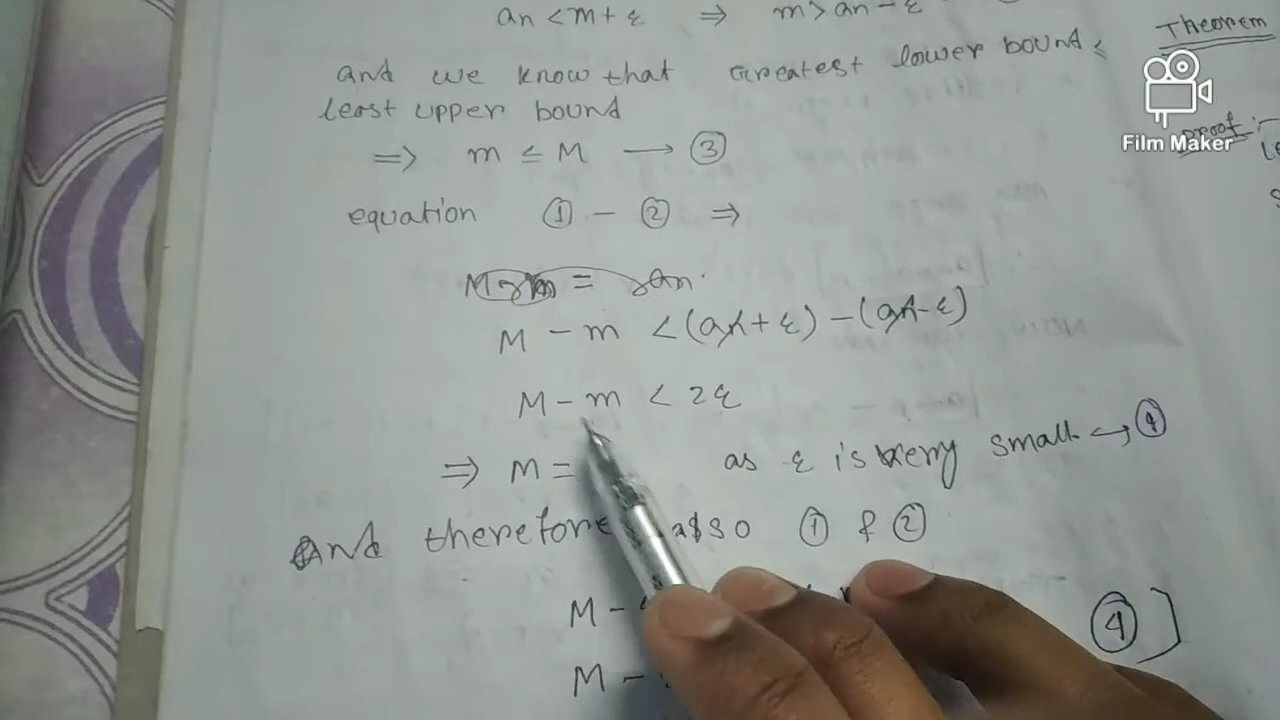 an < m + ε ⇒ m > an - ε
and we know that Greatest lower bound ≤
least upper bound
⇒ m ≤ M → ③
equation ① - ② ⇒
M - m < (an + ε) - (an - ε)
M - m < 2ε
⇒ M = as ε is very small → ④
And therefore also ① & ②
M -
④ ]
M -
Theorem
proof :-
Film Maker